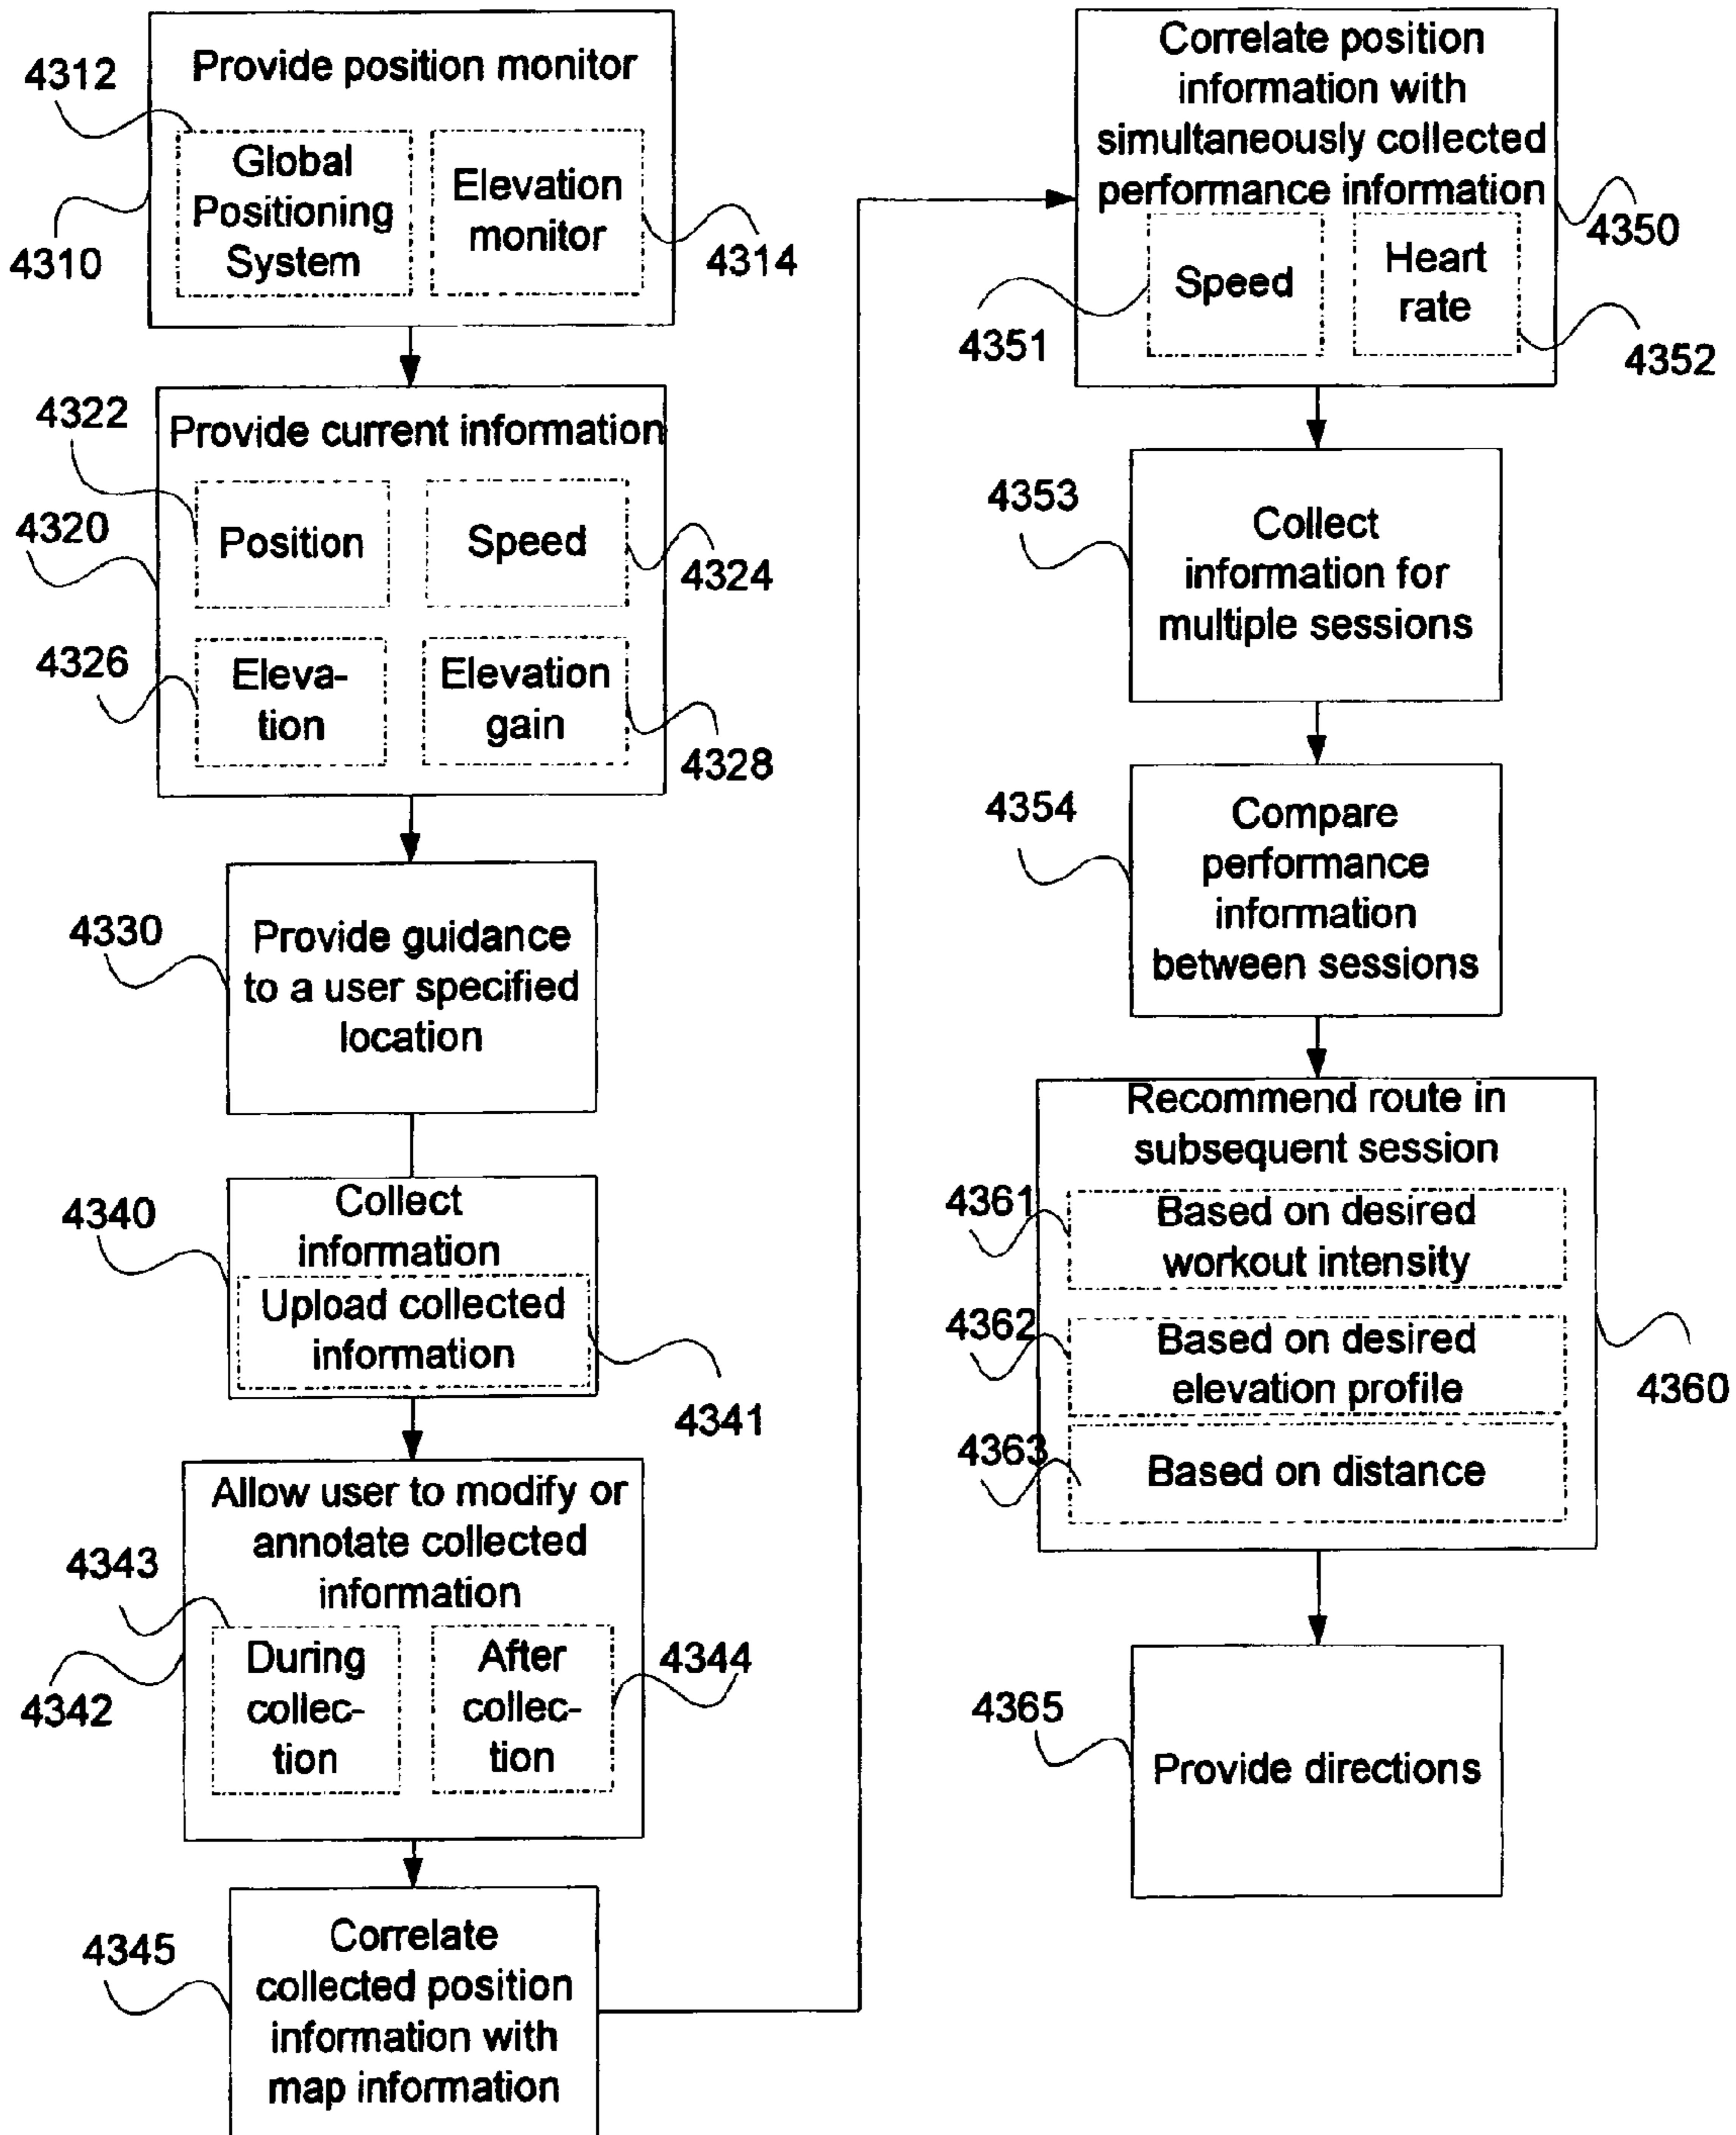 Provide position monitor
4312
Global
Positioning
System
Elevation
monitor
4310
4314
4322
Provide current information
4320
Position
Speed
4324
4326
Eleva-
tion
Elevation
gain
4328
4330
Provide guidance
to a user specified
location
4340
Collect
information
Upload collected
information
4341
Allow user to modify or
annotate collected
information
4343
During
collec-
tion
After
collec-
tion
4344
4342
4345
Correlate
collected position
information with
map information
Correlate position
information with
simultaneously collected
performance information
4350
Speed
Heart
rate
4351
4352
4353
Collect
information for
multiple sessions
4354
Compare
performance
information
between sessions
Recommend route in
subsequent session
4361
Based on desired
workout intensity
4362
Based on desired
elevation profile
4360
4363
Based on distance
4365
Provide directions